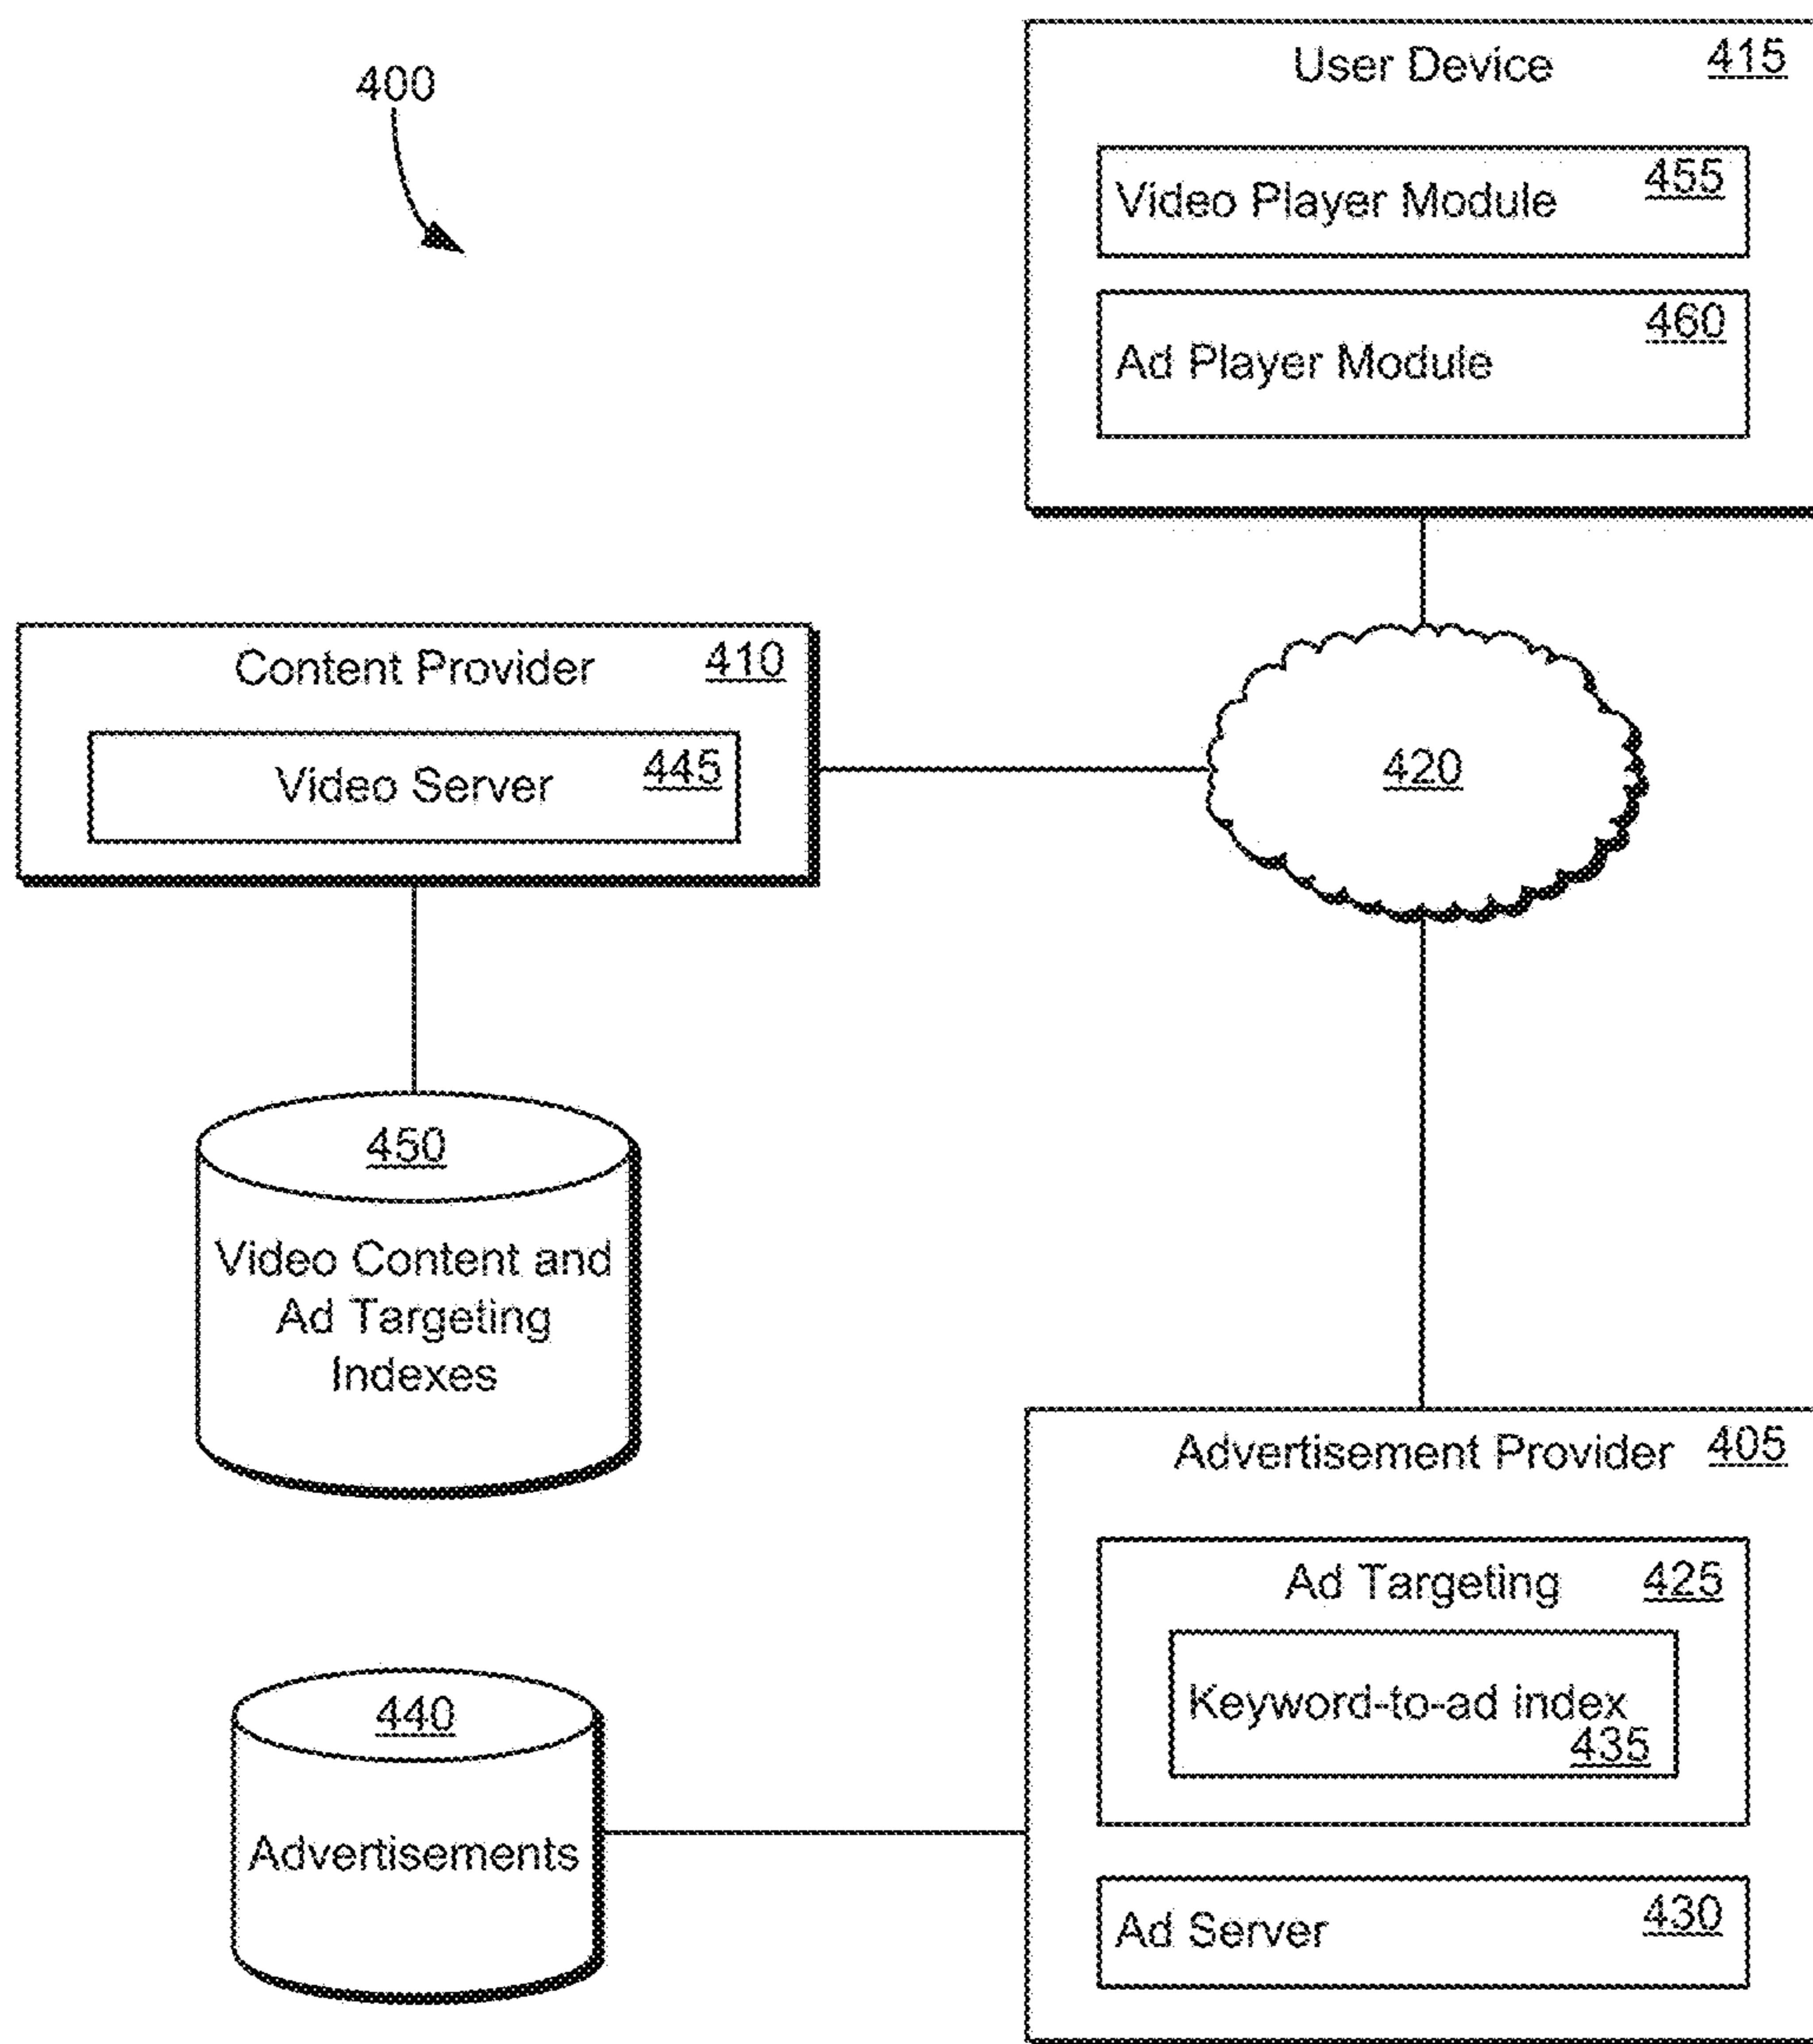 400
User Device 415
Video Player Module 455
Ad Player Module 460
Content Provider 410
Video Server 445
420
450
Video Content and
Ad Targeting
Indexes
Advertisement Provider 405
Ad Targeting 425
Keyword-to-ad index
435
440
Advertisements
Ad Server 430